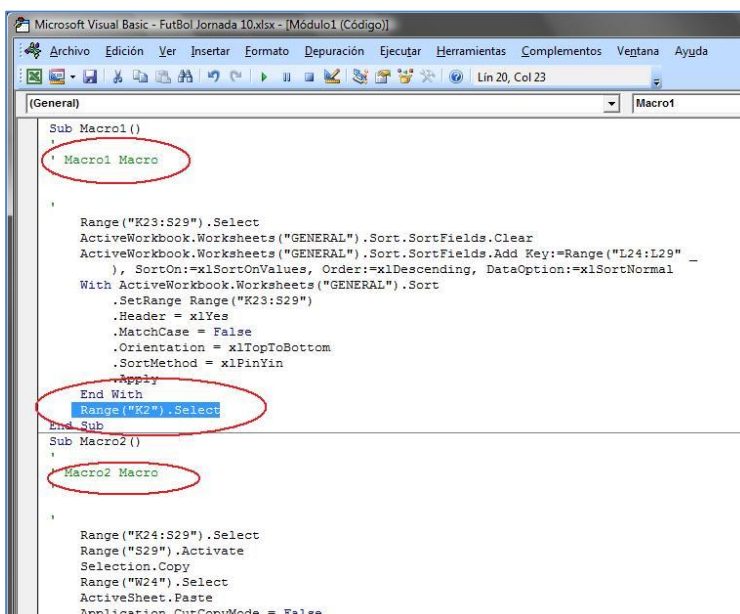 Microsoft Visual Basic - FutBol Jornada 10.xlsx - [Módulo1 (Código)]
Archivo Edición Ver Insertar Formato Depuración Ejecutar Herramientas Complementos Ventana Ayuda
Lín 20, Col 23
(General) Macro1
Sub Macro1()
'
' Macro1 Macro
'
Range("K23:S29").Select
ActiveWorkbook.Worksheets("GENERAL").Sort.SortFields.Clear
ActiveWorkbook.Worksheets("GENERAL").Sort.SortFields.Add Key:=Range("L24:L29" _
), SortOn:=xlSortOnValues, Order:=xlDescending, DataOption:=xlSortNormal
With ActiveWorkbook.Worksheets("GENERAL").Sort
.SetRange Range("K23:S29")
.Header = xlYes
.MatchCase = False
.Orientation = xlTopToBottom
.SortMethod = xlPinYin
.Apply
End With
Range("K2").Select
End Sub
Sub Macro2()
'
' Macro2 Macro
'
'
Range("K24:S29").Select
Range("S29").Activate
Selection.Copy
Range("W24").Select
ActiveSheet.Paste
Application.CutCopyMode = False